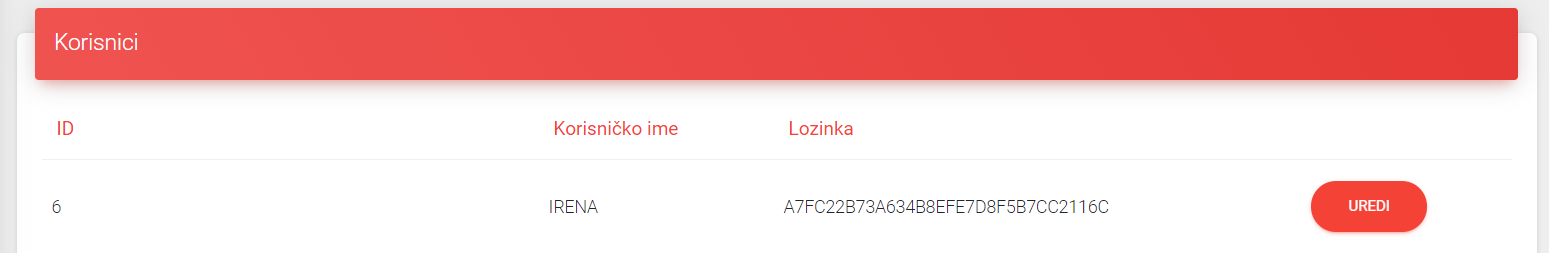 Korisnici
ID Korisničko ime Lozinka
6 IRENA A7FC22B73A634B8EFE7D8F5B7CC2116C UREDI